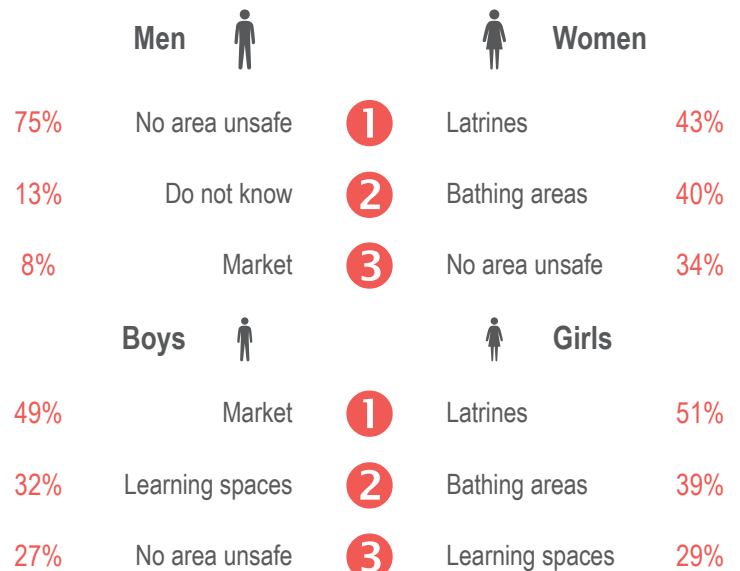 Men Women
75% No area unsafe 1 Latrines 43%
13% Do not know 2 Bathing areas 40%
8% Market 3 No area unsafe 34%
Boys Girls
49% Market 1 Latrines 51%
32% Learning spaces 2 Bathing areas 39%
27% No area unsafe 3 Learning spaces 29%